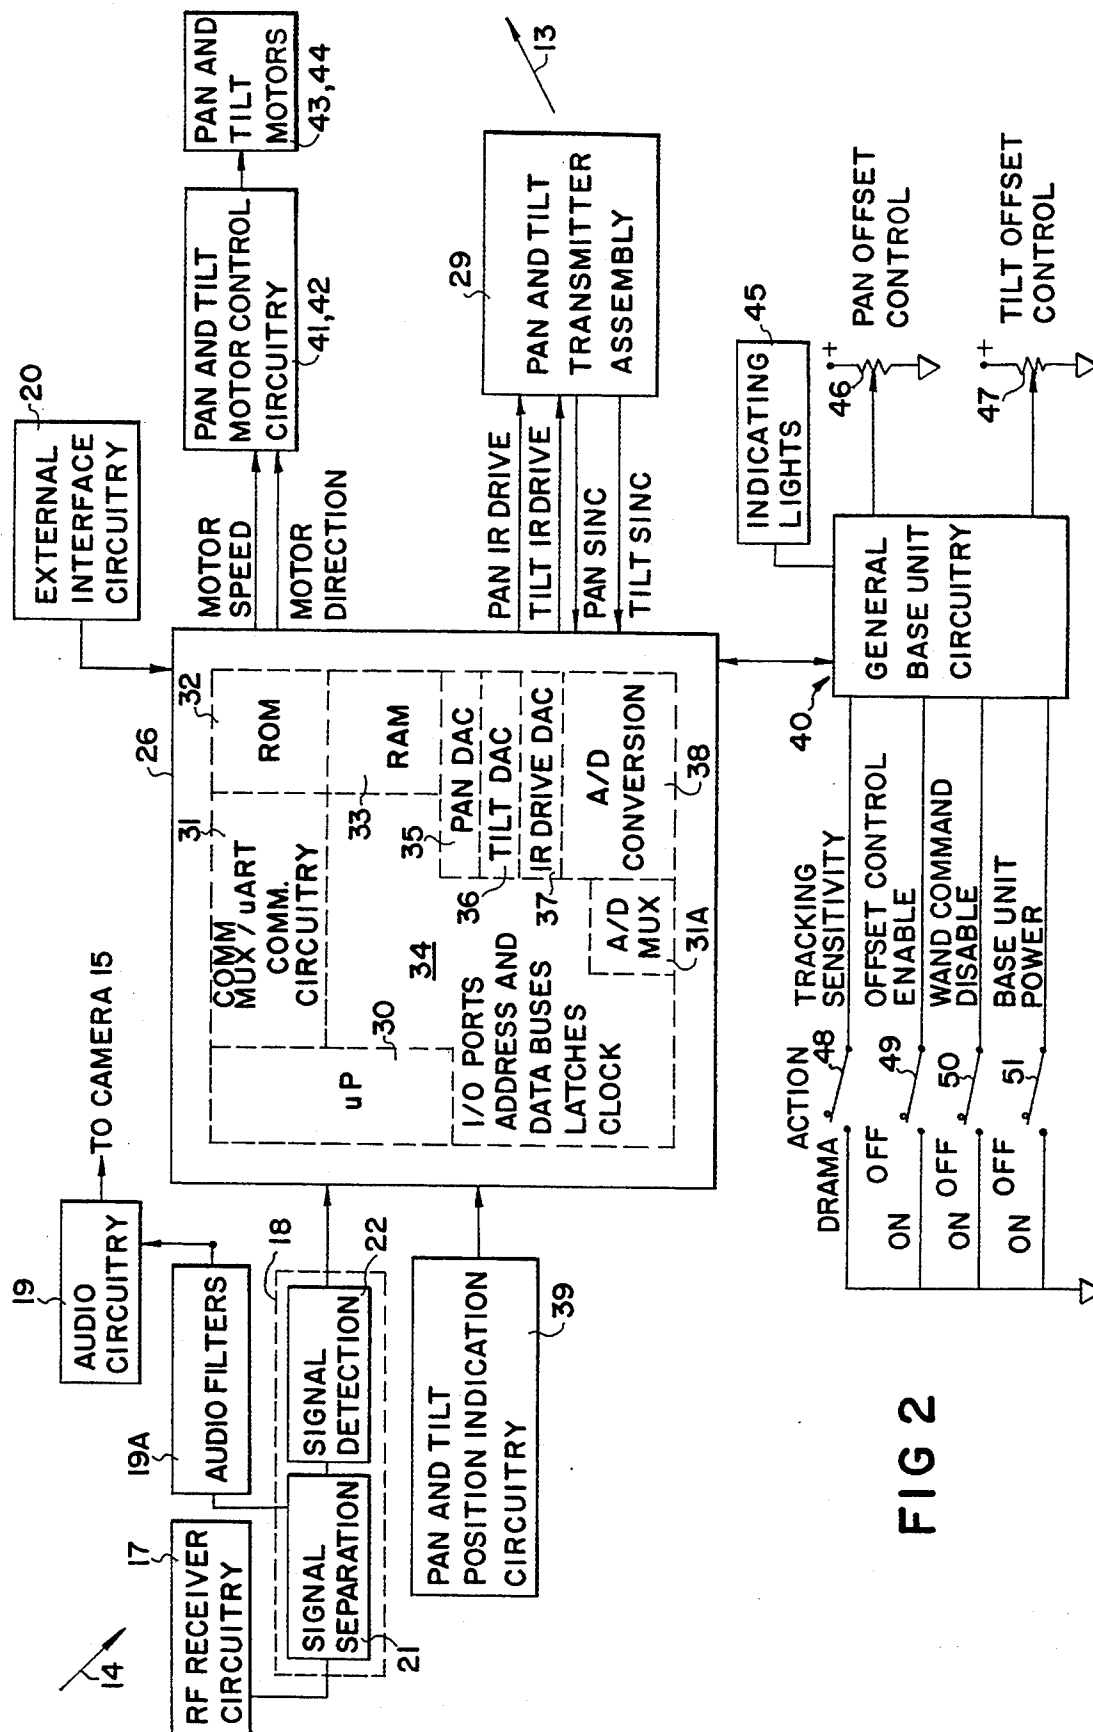 14
RF RECEIVER
CIRCUITRY
17
19A
AUDIO FILTERS
19
AUDIO
CIRCUITRY
TO CAMERA 15
18
SIGNAL
SEPARATION
21
SIGNAL
DETECTION
22
PAN AND TILT
POSITION INDICATION
CIRCUITRY
39
26
uP
30
COMM
MUX / uART
COMM.
CIRCUITRY
31
ROM
32
RAM
33
34
I/O PORTS
ADDRESS AND
DATA BUSES
LATCHES
CLOCK
35
PAN DAC
36
TILT DAC
37
IR DRIVE DAC
A/D
CONVERSION
38
A/D
MUX
31A
EXTERNAL
INTERFACE
CIRCUITRY
20
MOTOR
SPEED
MOTOR
DIRECTION
PAN AND TILT
MOTOR CONTROL
CIRCUITRY
41,42
PAN AND
TILT
MOTORS
43,44
PAN IR DRIVE
TILT IR DRIVE
PAN SINC
TILT SINC
29
PAN AND TILT
TRANSMITTER
ASSEMBLY
13
ACTION
DRAMA
48
TRACKING
SENSITIVITY
OFF
ON
49
OFFSET CONTROL
ENABLE
OFF
ON
50
WAND COMMAND
DISABLE
OFF
ON
51
BASE UNIT
POWER
40
GENERAL
BASE UNIT
CIRCUITRY
INDICATING
LIGHTS
45
+
46
PAN OFFSET
CONTROL
+
47
TILT OFFSET
CONTROL
FIG 2